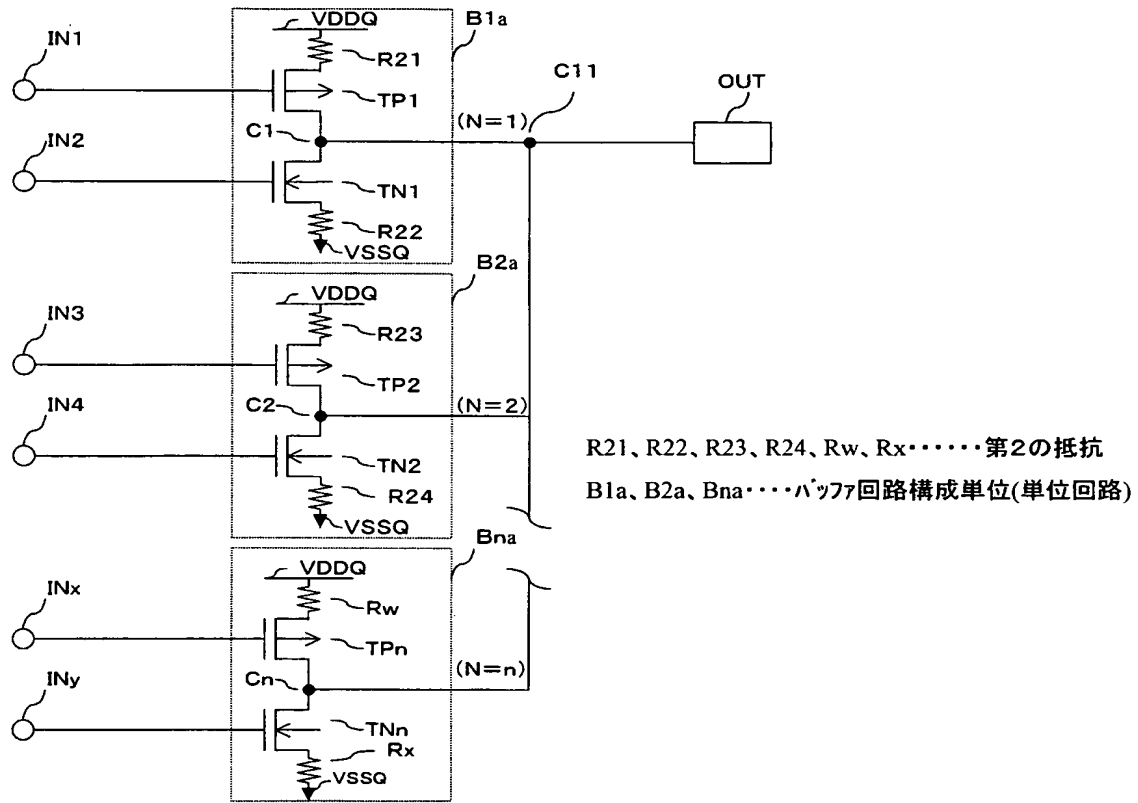 VDDQ
B1a
IN1
R21
C11
OUT
TP1
(N=1)
C1
IN2
TN1
R22
VSSQ
B2a
VDDQ
IN3
R23
TP2
C2
(N=2)
IN4
TN2
R24
VSSQ
R21、R22、R23、R24、Rw、Rx・・・・・・第2の抵抗
B1a、B2a、Bna・・・・バッファ回路構成単位(単位回路)
Bna
VDDQ
INx
Rw
TPn
(N=n)
Cn
INy
TNn
Rx
VSSQ